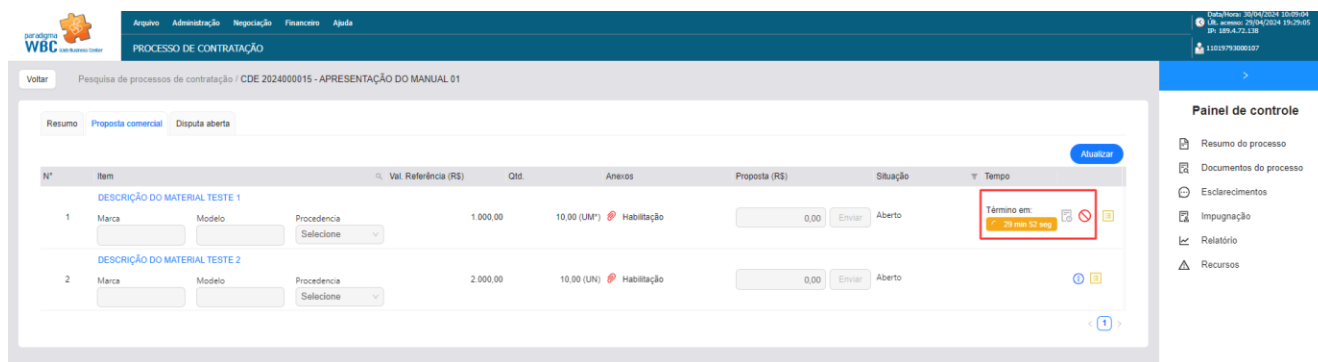 Arquivo Administração Negociação Financeiro Ajuda
Data/Hora: 30/04/2024 10:09:04
Últ. acesso: 29/04/2024 19:29:05
IP: 189.4.72.138
paradigma
WBC
PROCESSO DE CONTRATAÇÃO
11019793000107
Voltar Pesquisa de processos de contratação / CDE 2024000015 - APRESENTAÇÃO DO MANUAL 01
>
Resumo Proposta comercial Disputa aberta
Atualizar
N° Item Val. Referência (R$) Qtd. Anexos Proposta (R$) Situação Tempo
DESCRIÇÃO DO MATERIAL TESTE 1
Marca Modelo Procedencia
1 1.000,00 10,00 (UM*) Habilitação 0,00 Enviar Aberto Término em:
Selecione 29 min 52 seg
DESCRIÇÃO DO MATERIAL TESTE 2
Marca Modelo Procedencia
2 2.000,00 10,00 (UN) Habilitação 0,00 Enviar Aberto
Selecione
< 1 >
Painel de controle
Resumo do processo
Documentos do processo
Esclarecimentos
Impugnação
Relatório
Recursos